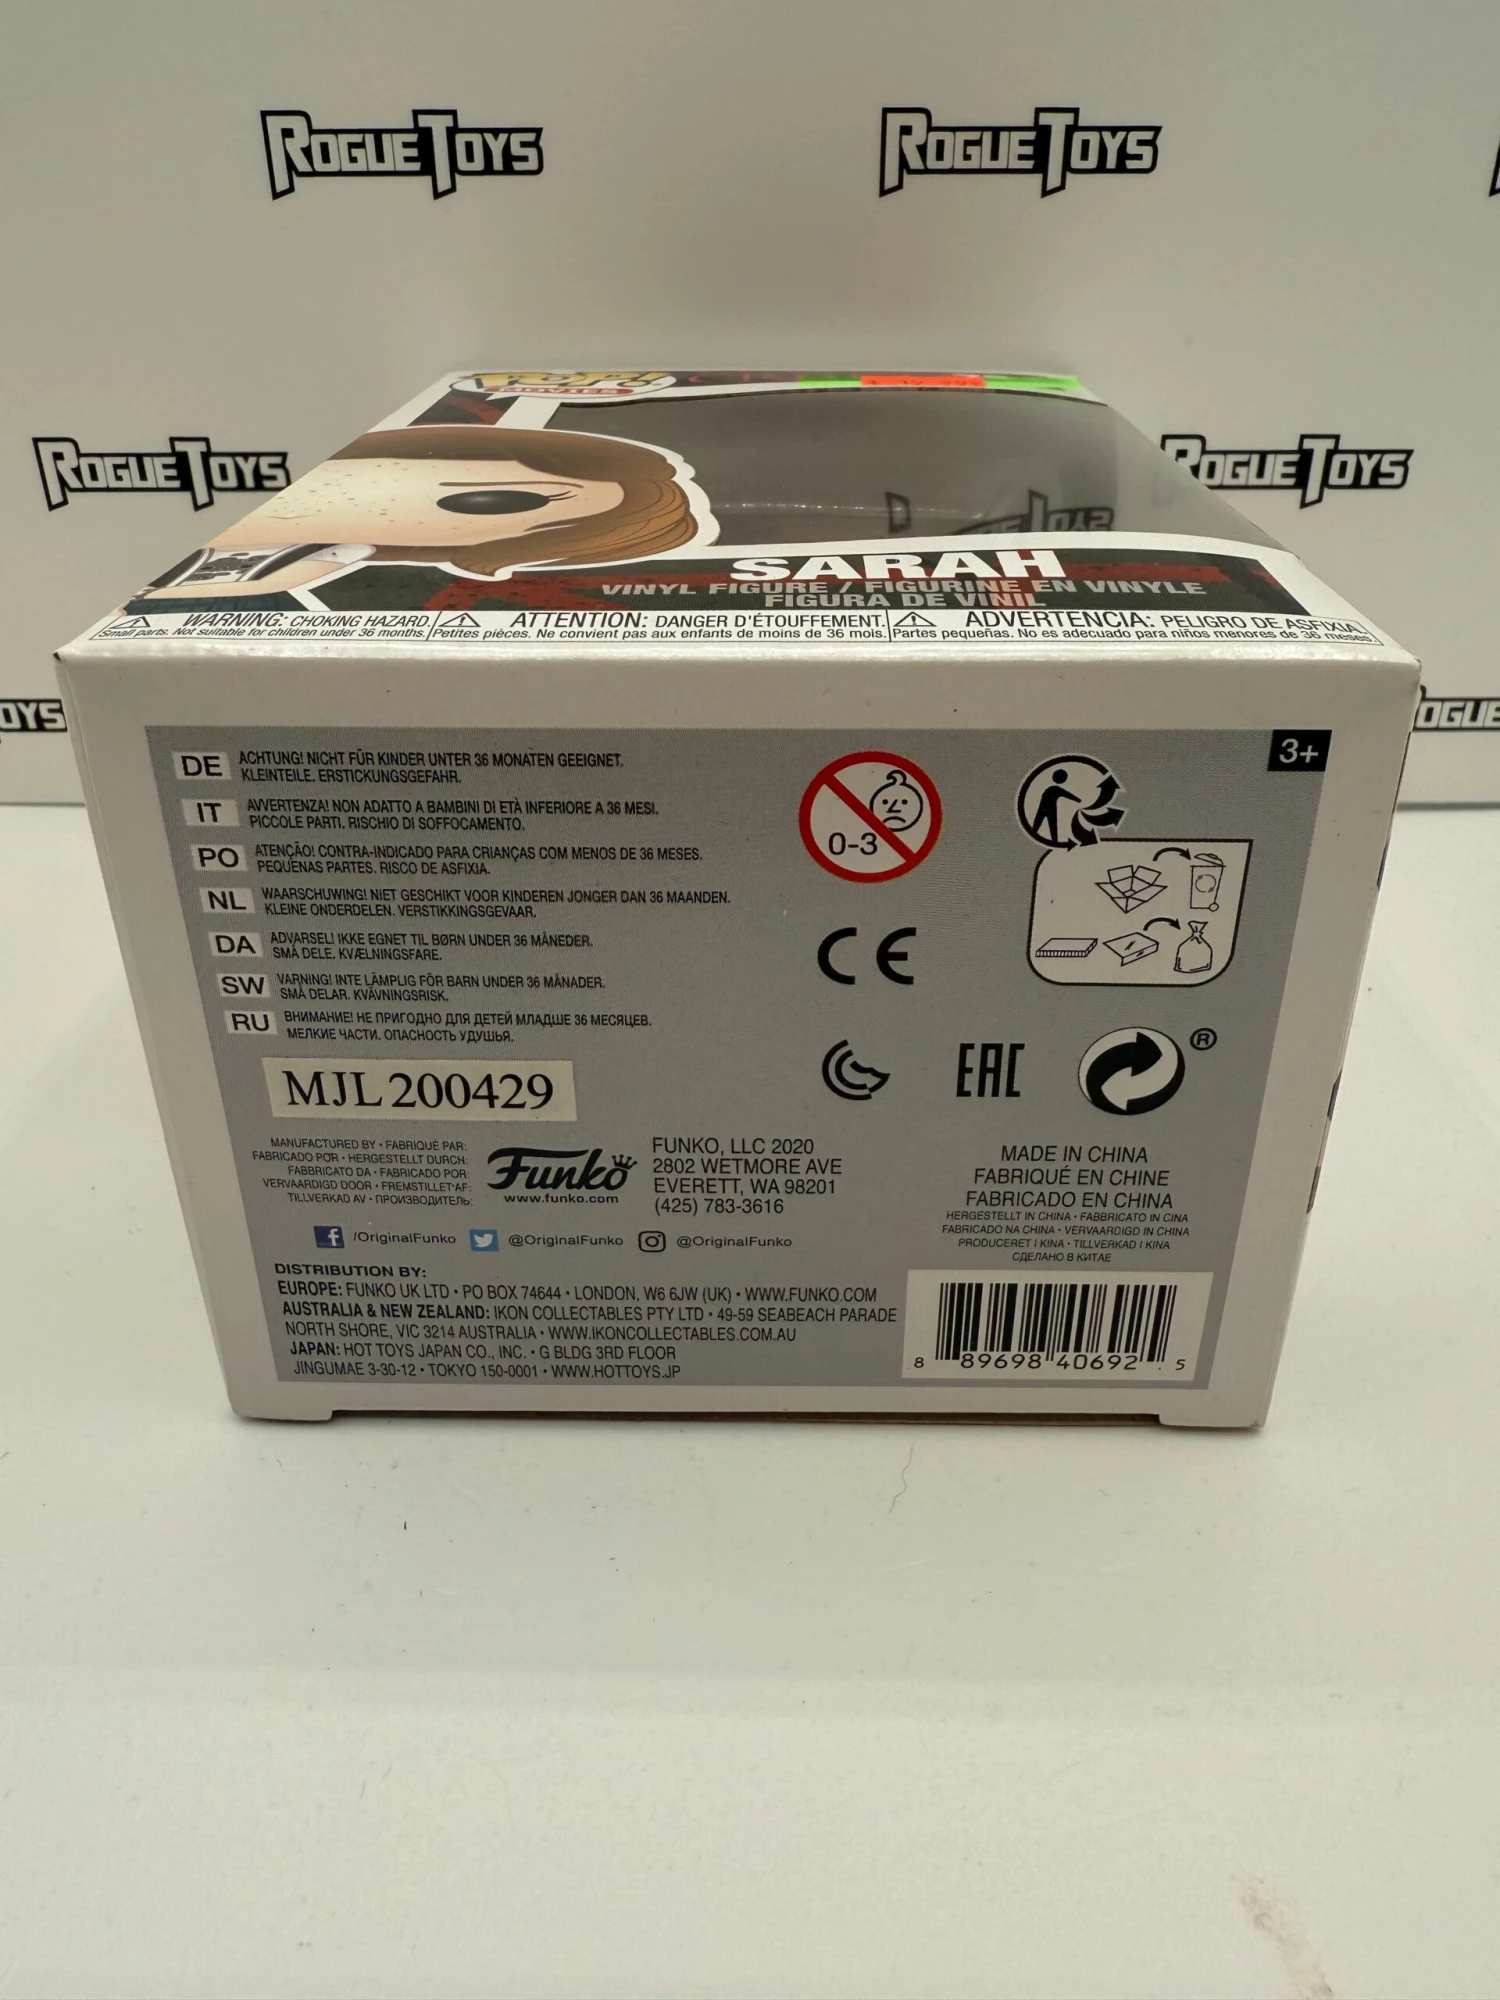 ROGUE TOYS
ROGUE TOYS
ROGUE TOYS
ROGUE TOYS
POP!
MOVIES
SARAH
VINYL FIGURE / FIGURINE EN VINYLE
FIGURA DE VINIL
WARNING: CHOKING HAZARD.
Small parts. Not suitable for children under 36 months.
ATTENTION: DANGER D'ÉTOUFFEMENT.
Petites pièces. Ne convient pas aux enfants de moins de 36 mois.
ADVERTENCIA: PELIGRO DE ASFIXIA.
Partes pequeñas. No es adecuado para niños menores de 36 meses.
OYS
OGUE
3+
DE ACHTUNG! NICHT FÜR KINDER UNTER 36 MONATEN GEEIGNET.
KLEINTEILE. ERSTICKUNGSGEFAHR.
IT AVVERTENZA! NON ADATTO A BAMBINI DI ETÀ INFERIORE A 36 MESI.
PICCOLE PARTI. RISCHIO DI SOFFOCAMENTO.
PO ATENÇÃO! CONTRA-INDICADO PARA CRIANÇAS COM MENOS DE 36 MESES.
PEQUENAS PARTES. RISCO DE ASFIXIA.
NL WAARSCHUWING! NIET GESCHIKT VOOR KINDEREN JONGER DAN 36 MAANDEN.
KLEINE ONDERDELEN. VERSTIKKINGSGEVAAR.
DA ADVARSEL! IKKE EGNET TIL BØRN UNDER 36 MÅNEDER.
SMÅ DELE. KVÆLNINGSFARE.
SW VARNING! INTE LÄMPLIG FÖR BARN UNDER 36 MÅNADER.
SMÅ DELAR. KVÄVNINGSRISK.
RU ВНИМАНИЕ! НЕ ПРИГОДНО ДЛЯ ДЕТЕЙ МЛАДШЕ 36 МЕСЯЦЕВ.
МЕЛКИЕ ЧАСТИ. ОПАСНОСТЬ УДУШЬЯ.
0-3
CE
EAC
®
MJL 200429
MANUFACTURED BY • FABRIQUÉ PAR:
FABRICADO POR • HERGESTELLT DURCH:
FABBRICATO DA • FABRICADO POR:
VERVAARDIGD DOOR • FREMSTILLET AF:
TILLVERKAD AV • ПРОИЗВОДИТЕЛЬ:
Funko
www.funko.com
FUNKO, LLC 2020
2802 WETMORE AVE
EVERETT, WA 98201
(425) 783-3616
MADE IN CHINA
FABRIQUÉ EN CHINE
FABRICADO EN CHINA
HERGESTELLT IN CHINA • FABBRICATO IN CINA
FABRICADO NA CHINA • VERVAARDIGD IN CHINA
PRODUCERET I KINA • TILLVERKAD I KINA
СДЕЛАНО В КИТАЕ
/OriginalFunko @OriginalFunko @OriginalFunko
DISTRIBUTION BY:
EUROPE: FUNKO UK LTD • PO BOX 74644 • LONDON, W6 6JW (UK) • WWW.FUNKO.COM
AUSTRALIA & NEW ZEALAND: IKON COLLECTABLES PTY LTD • 49-59 SEABEACH PARADE
NORTH SHORE, VIC 3214 AUSTRALIA • WWW.IKONCOLLECTABLES.COM.AU
JAPAN: HOT TOYS JAPAN CO., INC. • G BLDG 3RD FLOOR
JINGUMAE 3-30-12 • TOKYO 150-0001 • WWW.HOTTOYS.JP
8 89698 40692 5